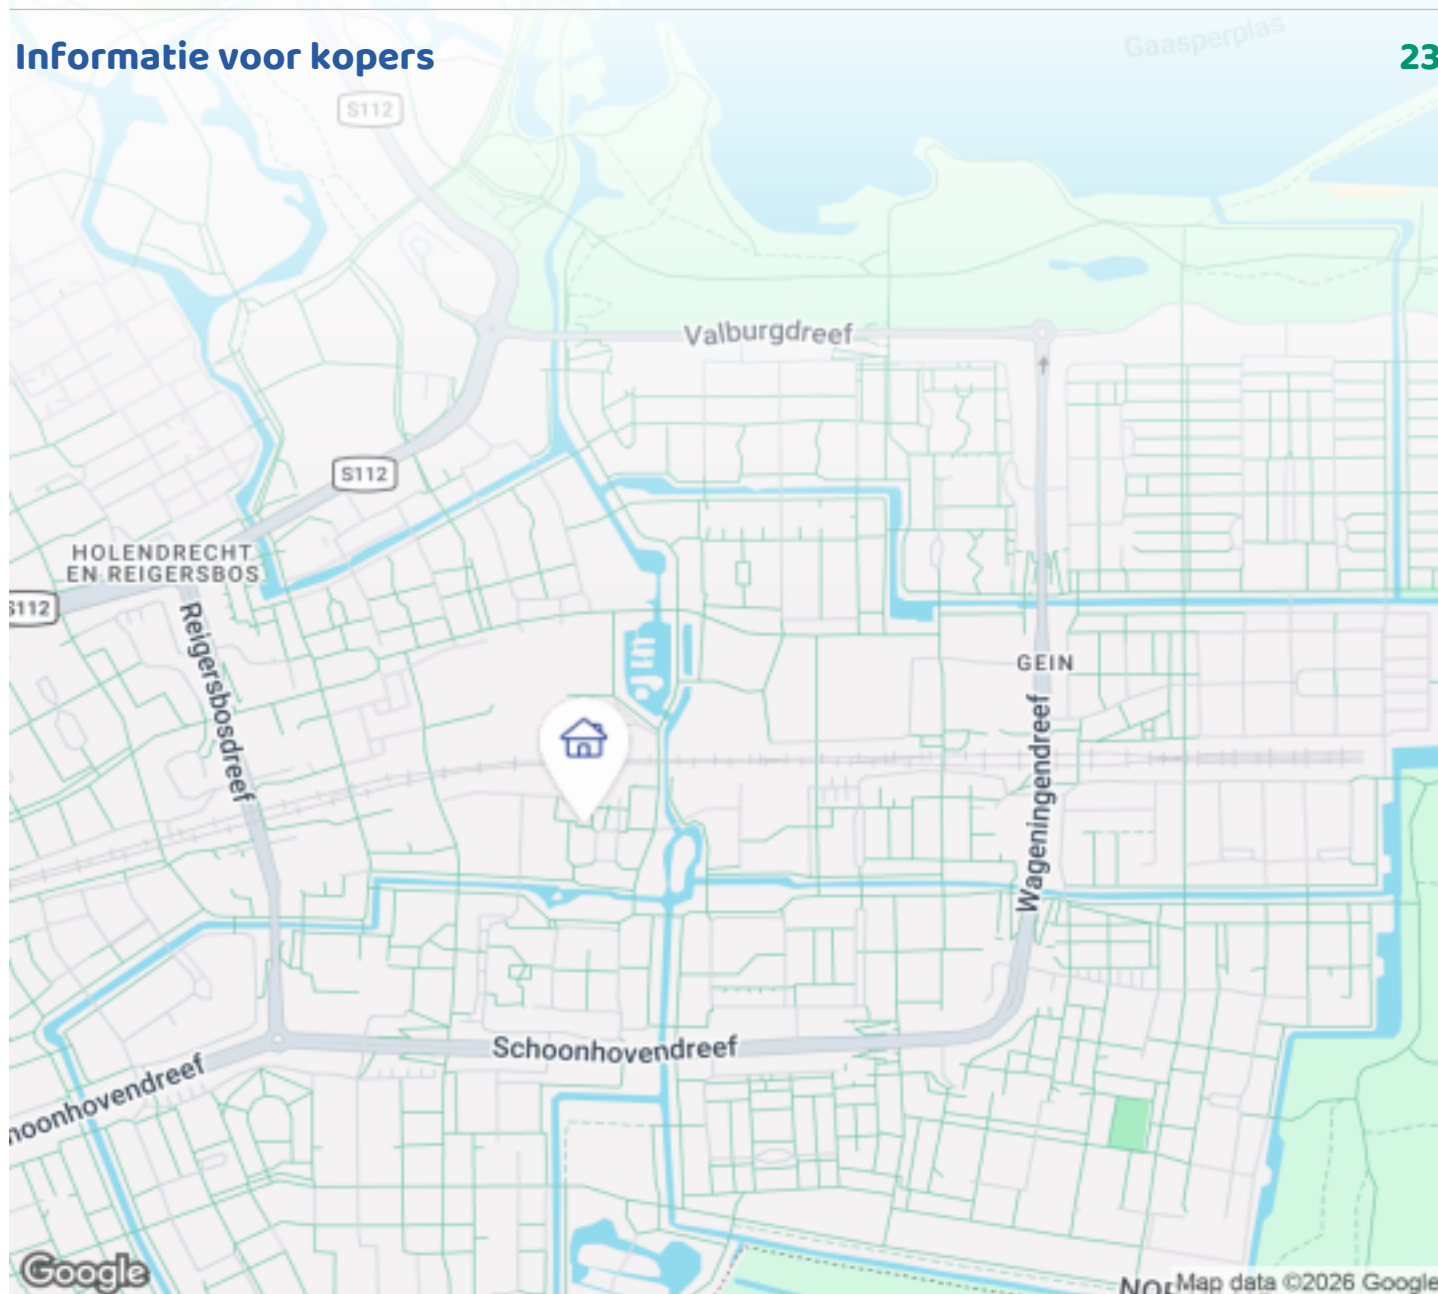 Informatie voor kopers
23
Gaasperplas
S112
Valburgdreef
S112
HOLENDRECHT
EN REIGERSBOS
S112
Reigersbosdreef
GEIN
Wageningendreef
Schoonhovendreef
hoonhovendreef
Google
Map data ©2026 Google